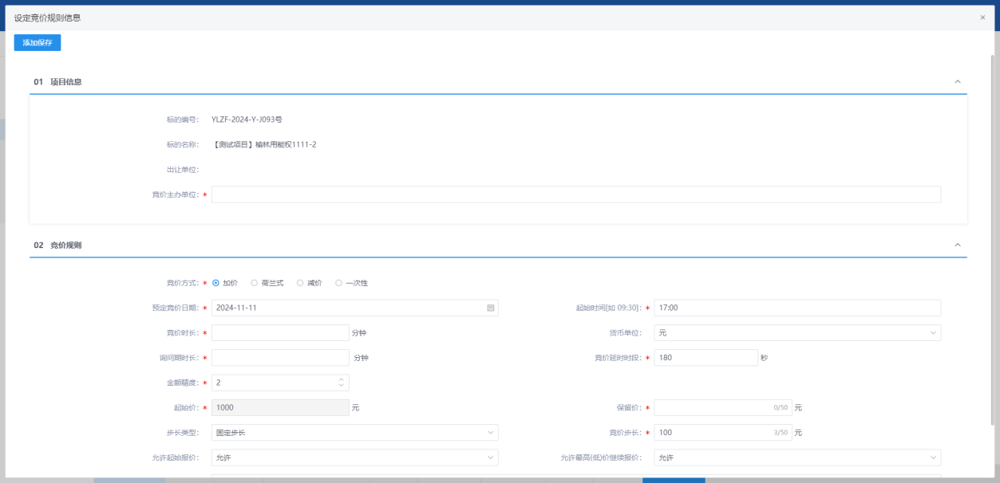 设定竞价规则信息 ×
添加保存
01 项目信息
标的编号: YLZF-2024-Y-J093号
标的名称: 【测试项目】榆林用能权1111-2
出让单位:
竞价主办单位: *
02 竞价规则
竞价方式: * 加价 荷兰式 减价 一次性
预定竞价日期: * 2024-11-11 起始时间[如 09:30]: * 17:00
竞价时长: * 分钟 货币单位: 元
询问期时长: * 分钟 竞价延时时段: * 180 秒
金额精度: * 2
起始价: * 1000 元 保留价: * 0/50 元
步长类型: 固定步长 竞价步长: * 100 3/50 元
允许起始报价: 允许 允许最高(低)价继续报价: 允许